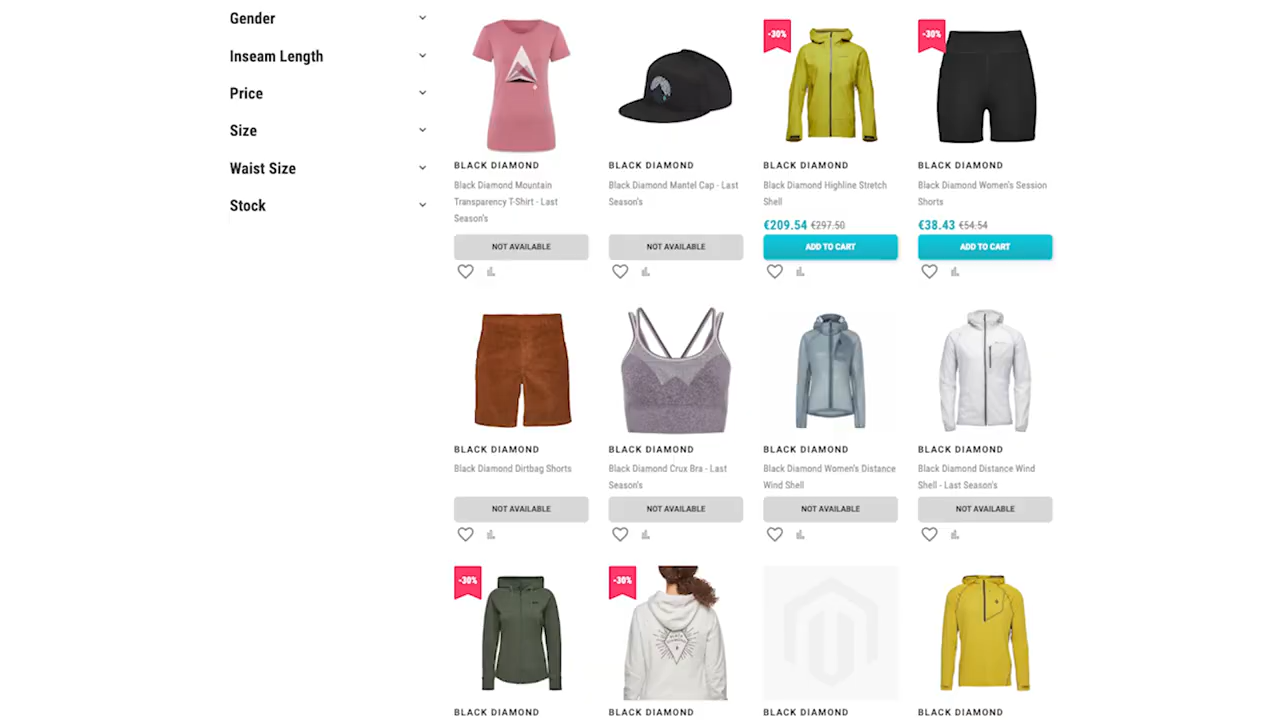 Gender
Inseam Length
Price
Size
Waist Size
Stock
-30%
-30%
BLACK DIAMOND
Black Diamond Mountain
Transparency T-Shirt - Last
Season's
NOT AVAILABLE
BLACK DIAMOND
Black Diamond Mantel Cap - Last
Season's
NOT AVAILABLE
BLACK DIAMOND
Black Diamond Highline Stretch
Shell
€209.54 €297.50
ADD TO CART
BLACK DIAMOND
Black Diamond Women's Session
Shorts
€38.43 €54.54
ADD TO CART
BLACK DIAMOND
Black Diamond Dirtbag Shorts
NOT AVAILABLE
BLACK DIAMOND
Black Diamond Crux Bra - Last
Season's
NOT AVAILABLE
BLACK DIAMOND
Black Diamond Women's Distance
Wind Shell
NOT AVAILABLE
BLACK DIAMOND
Black Diamond Distance Wind
Shell - Last Season's
NOT AVAILABLE
-30%
-30%
BLACK
DIAMOND
BLACK DIAMOND
BLACK DIAMOND
BLACK DIAMOND
BLACK DIAMOND